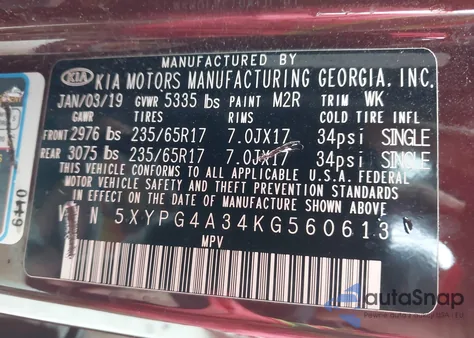 MANUFACTURED BY
KIA KIA MOTORS MANUFACTURING GEORGIA, INC.
JAN/03/19 GVWR 5335 lbs PAINT M2R TRIM WK
GAWR TIRES RIMS COLD TIRE INFL
FRONT 2976 lbs 235/65R17 7.0JX17 34psi SINGLE
REAR 3075 lbs 235/65R17 7.0JX17 34psi SINGLE
THIS VEHICLE CONFORMS TO ALL APPLICABLE U.S.A. FEDERAL
MOTOR VEHICLE SAFETY AND THEFT PREVENTION STANDARDS
IN EFFECT ON THE DATE OF MANUFACTURE SHOWN ABOVE
V I N 5XYPG4A34KG560613
MPV
6440
autoSnap